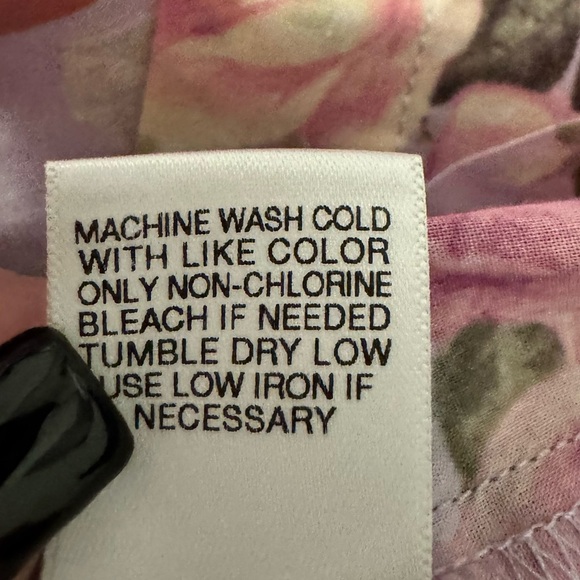 MACHINE WASH COLD
WITH LIKE COLOR
ONLY NON-CHLORINE
BLEACH IF NEEDED
TUMBLE DRY LOW
USE LOW IRON IF
NECESSARY